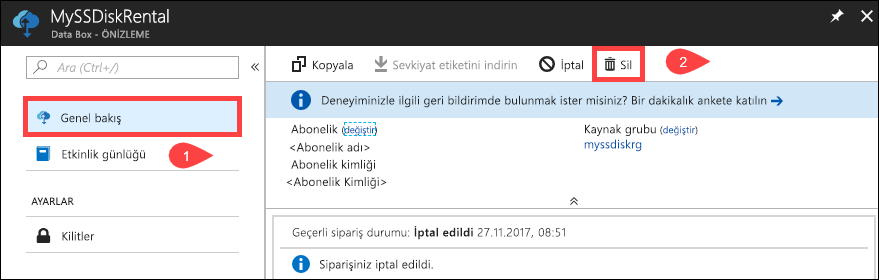 MySSDiskRental
Data Box - ÖNİZLEME
Ara (Ctrl+/)
Genel bakış
Etkinlik günlüğü
1
AYARLAR
Kilitler
Kopyala
Sevkiyat etiketini indirin
İptal
Sil
2
Deneyiminizle ilgili geri bildirimde bulunmak ister misiniz? Bir dakikalık ankete katılın →
Abonelik (değiştir)
<Abonelik adı>
Abonelik kimliği
<Abonelik Kimliği>
Kaynak grubu (değiştir)
myssdiskrg
Geçerli sipariş durumu: İptal edildi 27.11.2017, 08:51
Siparişiniz iptal edildi.